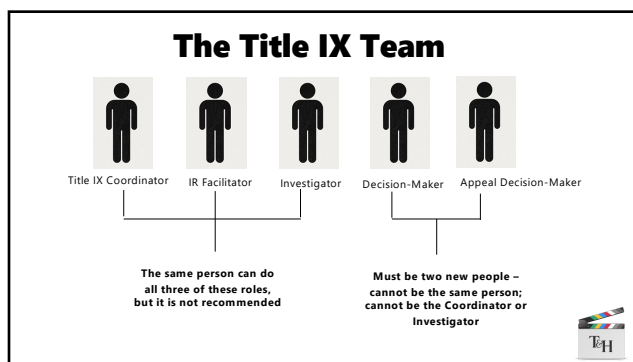 The Title IX Team
Title IX Coordinator
IR Facilitator
Investigator
Decision-Maker
Appeal Decision-Maker
The same person can do
all three of these roles,
but it is not recommended
Must be two new people –
cannot be the same person;
cannot be the Coordinator or
Investigator
T&H